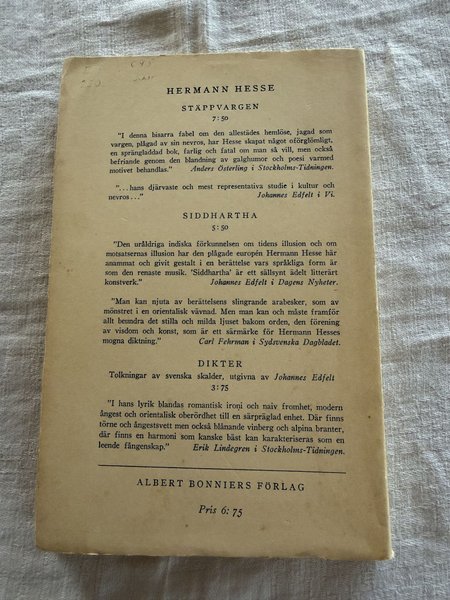 HERMANN HESSE
STÄPPVARGEN
7:50
"I denna bisarra fabel om den allestädes hemlöse, jagad som
vargen, plågad av sin nevros, har Hesse skapat något oförglömligt,
en sprängladdad bok, farlig och fatal om man så vill, men också
befriande genom den blandning av galghumor och poesi varmed
motivet behandlas." Anders Österling i Stockholms-Tidningen.
"...hans djärvaste och mest representativa studie i kultur och
nevros..." Johannes Edfelt i Vi.
SIDDHARTHA
5:50
"Den uråldriga indiska förkunnelsen om tidens illusion och om
motsatsernas illusion har den plågade europén Hermann Hesse här
anammat och givit gestalt i en berättelse vars språkliga form är
som den renaste musik. 'Siddhartha' är ett sällsynt ädelt litterärt
konstverk." Johannes Edfelt i Dagens Nyheter.
"Man kan njuta av berättelsens slingrande arabesker, som av
mönstret i en orientalisk vävnad. Men man kan och måste framför
allt beundra det stilla och milda ljuset bakom orden, den förening
av visdom och konst, som är ett särmärke för Hermann Hesses
mogna diktning." Carl Fehrman i Sydsvenska Dagbladet.
DIKTER
Tolkningar av svenska skalder, utgivna av Johannes Edfelt
3:75
"I hans lyrik blandas romantisk ironi och naiv fromhet, modern
ångest och orientalisk oberördhet till en särpräglad enhet. Där finns
törne och ångestsvett men också blånande vinberg och alpina branter,
där finns en harmoni som kanske bäst kan karakteriseras som en
leende fångenskap." Erik Lindegren i Stockholms-Tidningen.
ALBERT BONNIERS FÖRLAG
Pris 6:75